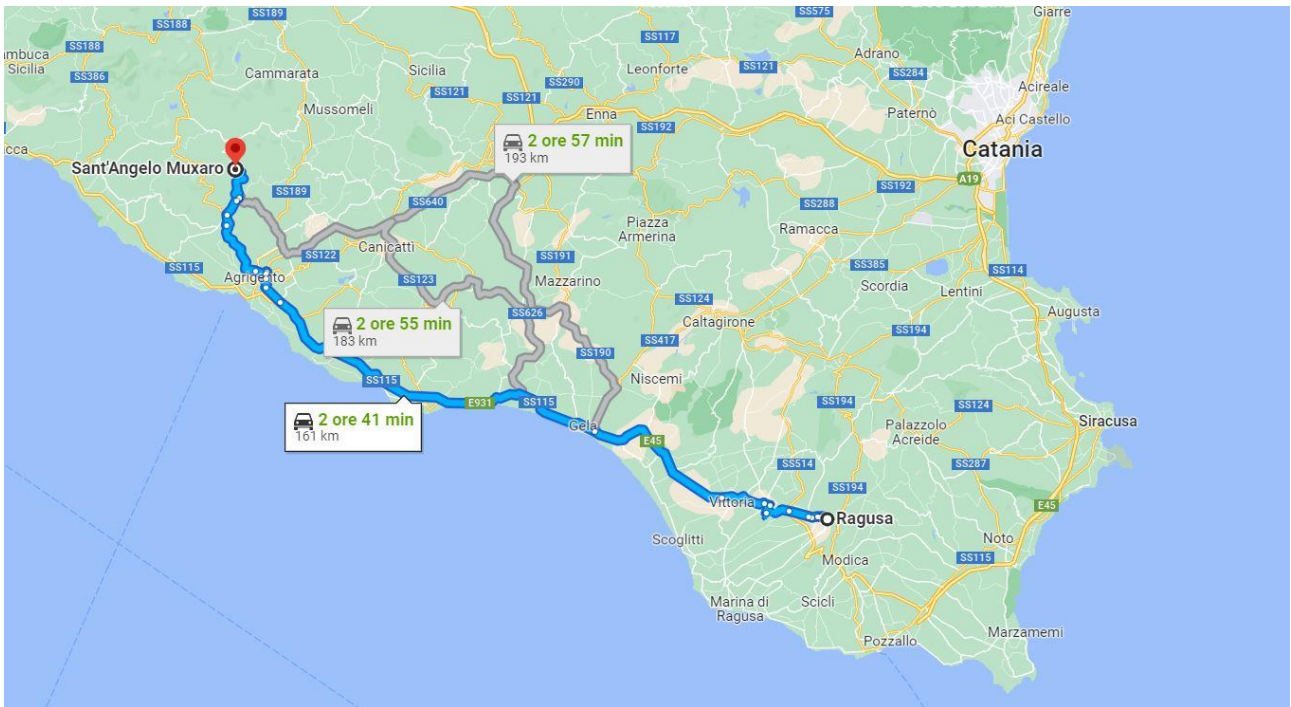 SS575
Giarre
SS188
SS189
SS188
SS117
Adrano
mbuca
Sicilia
SS386
Cammarata
Sicilia
Leonforte
SS121
SS284
Acireale
SS290
SS121
SS121
Mussomeli
Enna
Paternò
Aci Castello
2 ore 57 min
193 km
SS192
Catania
cca
Sant'Angelo Muxaro
A19
SS189
SS192
SS640
SS288
Piazza
Armerina
Ramacca
Canicattì
SS122
SS191
SS115
SS385
SS114
Agrigento
SS123
Mazzarino
Scordia
Lentini
SS124
2 ore 55 min
183 km
SS626
Caltagirone
Augusta
SS194
SS417
SS190
Niscemi
SS115
E931
SS115
SS194
SS124
2 ore 41 min
161 km
Gela
Palazzolo
Acreide
Siracusa
E45
SS514
SS287
SS194
Vittoria
E45
Ragusa
Scoglitti
Noto
Modica
SS115
Marina di
Ragusa
Scicli
Marzamemi
Pozzallo